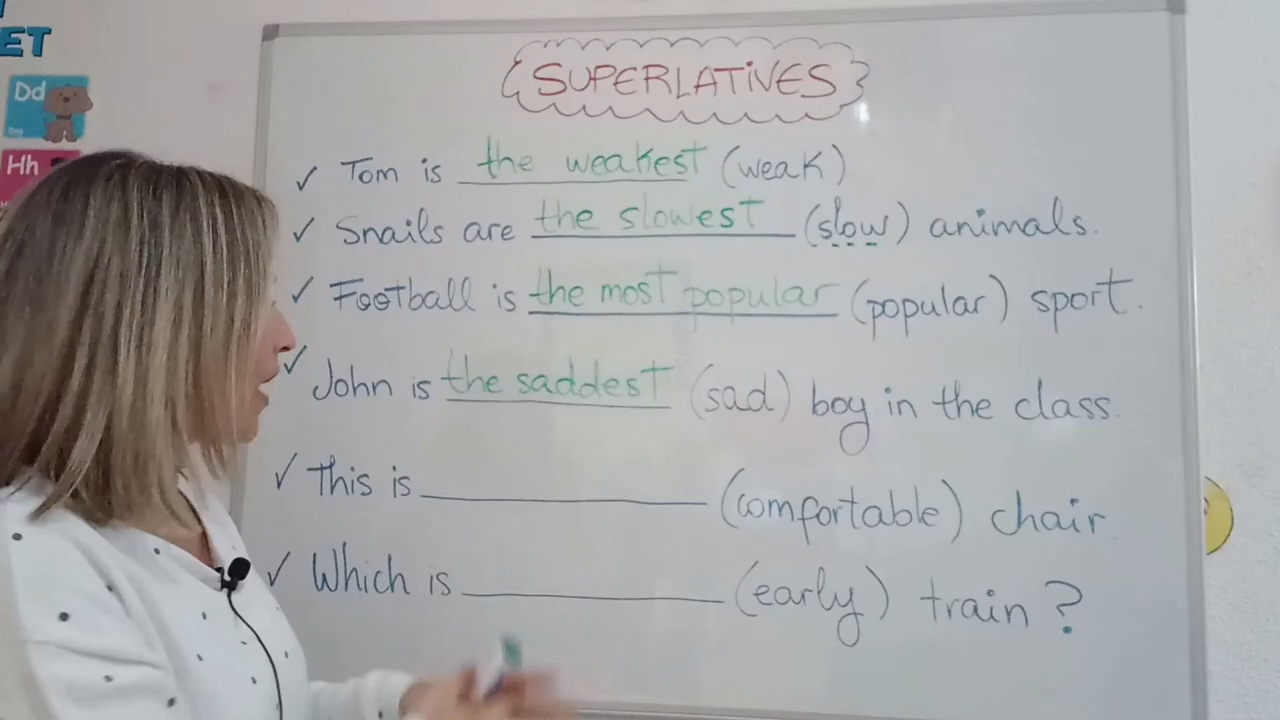 ET
Dd
Hh
SUPERLATIVES
✓ Tom is the weakest (weak)
✓ Snails are the slowest (slow) animals.
✓ Football is the most popular (popular) sport.
✓ John is the saddest (sad) boy in the class.
✓ This is __________ (comfortable) chair
✓ Which is __________ (early) train?